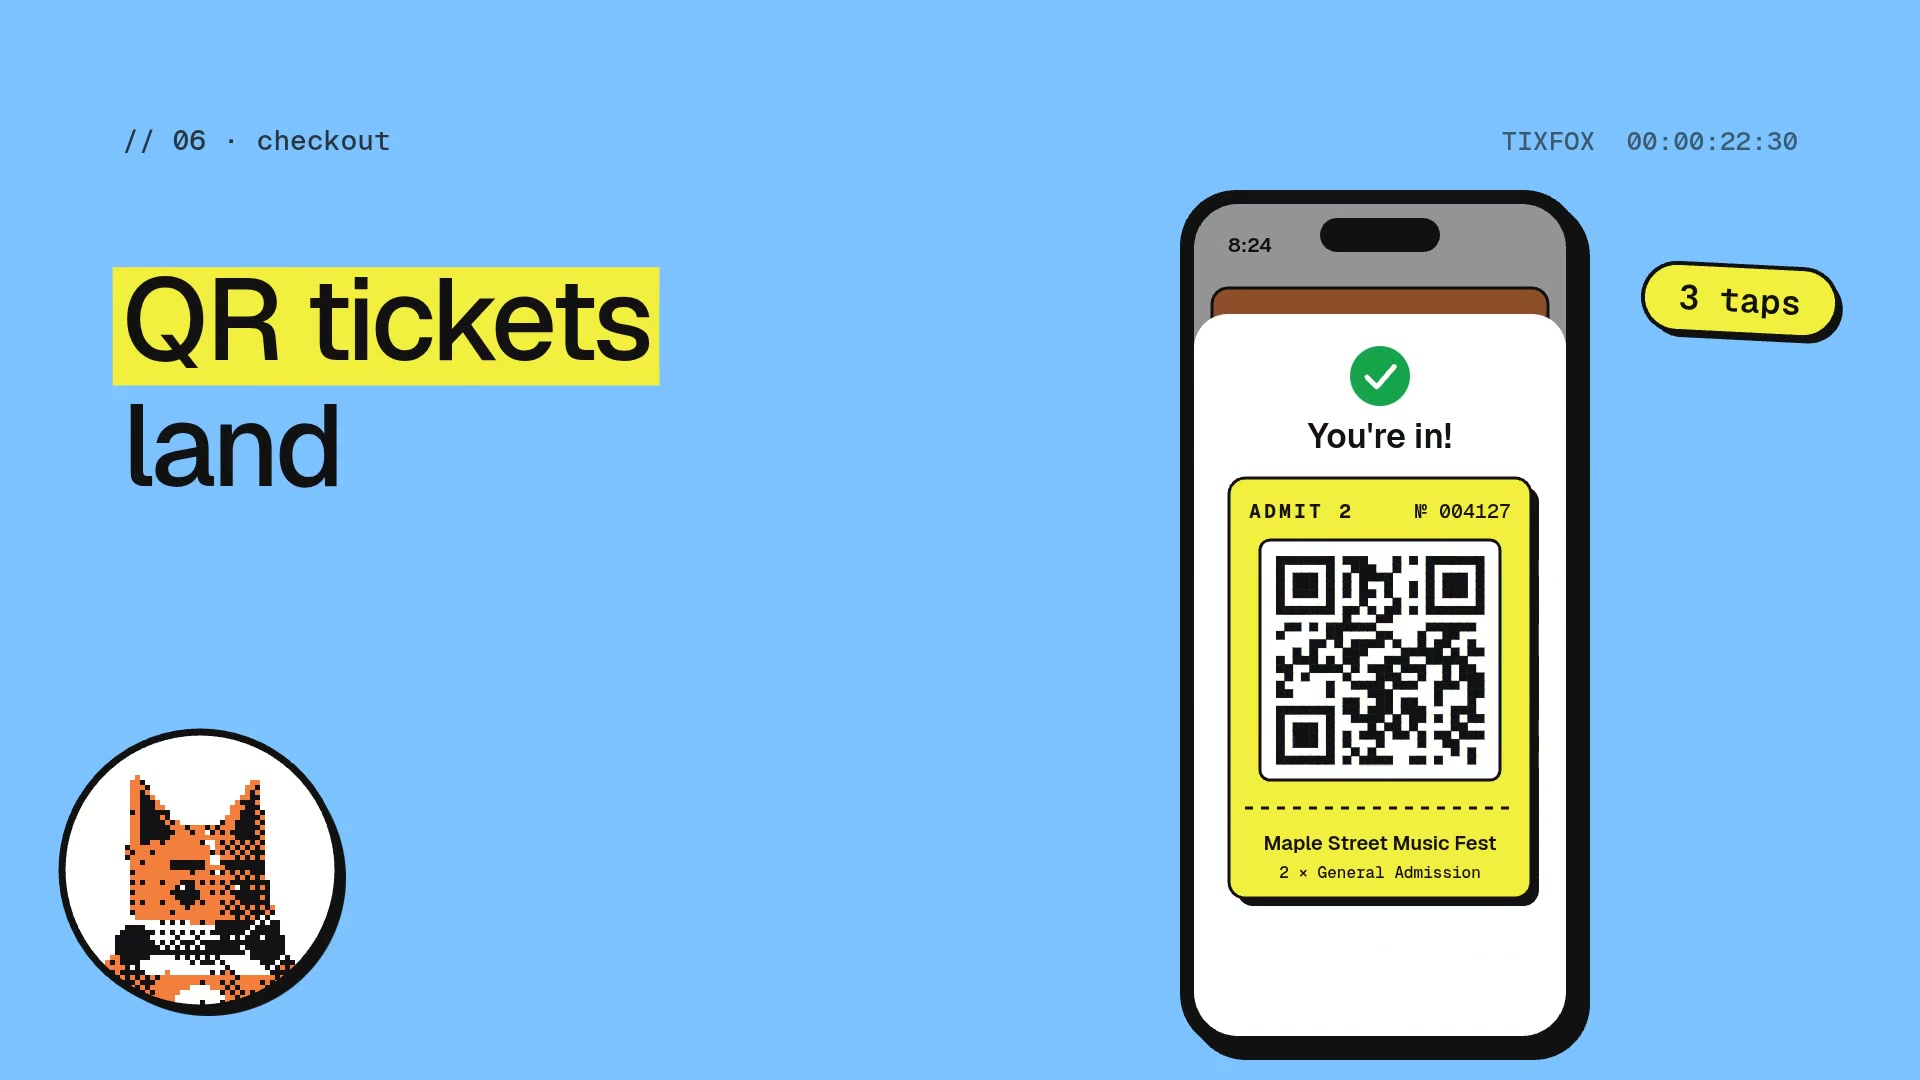 // 06 · checkout
TIXFOX 00:00:22:30
QR tickets
land
3 taps
8:24
You're in!
ADMIT 2 № 004127
Maple Street Music Fest
2 × General Admission